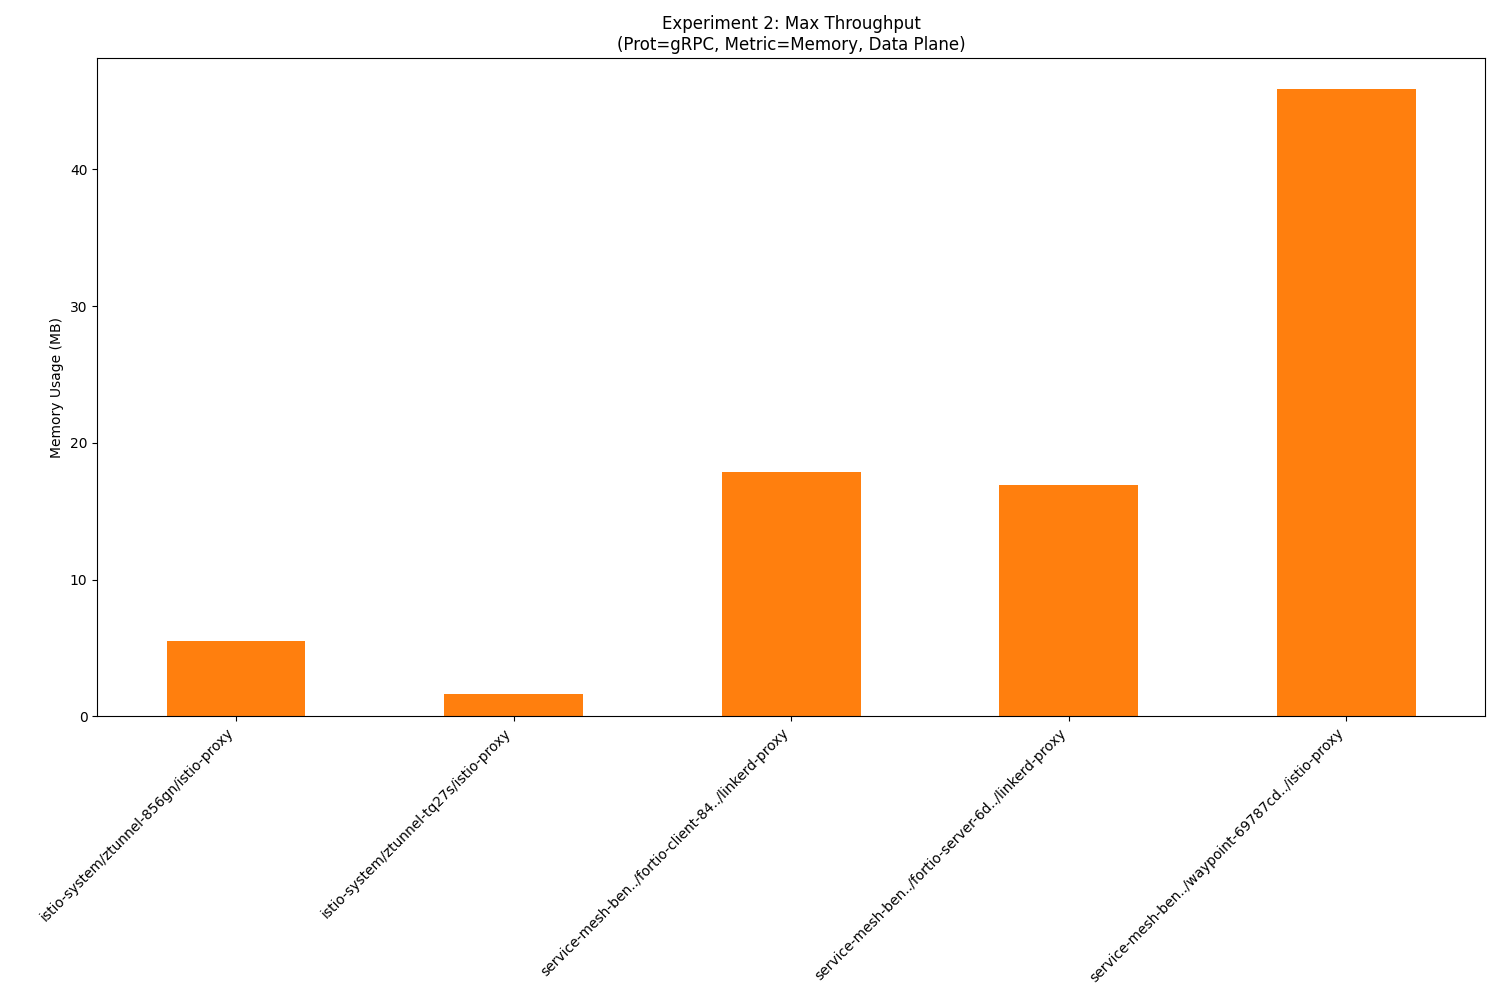 Experiment 2: Max Throughput
(Prot=gRPC, Metric=Memory, Data Plane)
Memory Usage (MB)
40
30
20
10
0
istio-system/ztunnel-856gn/istio-proxy
istio-system/ztunnel-tq27s/istio-proxy
service-mesh-ben../fortio-client-84../linkerd-proxy
service-mesh-ben../fortio-server-6d../linkerd-proxy
service-mesh-ben../waypoint-69787cd../istio-proxy